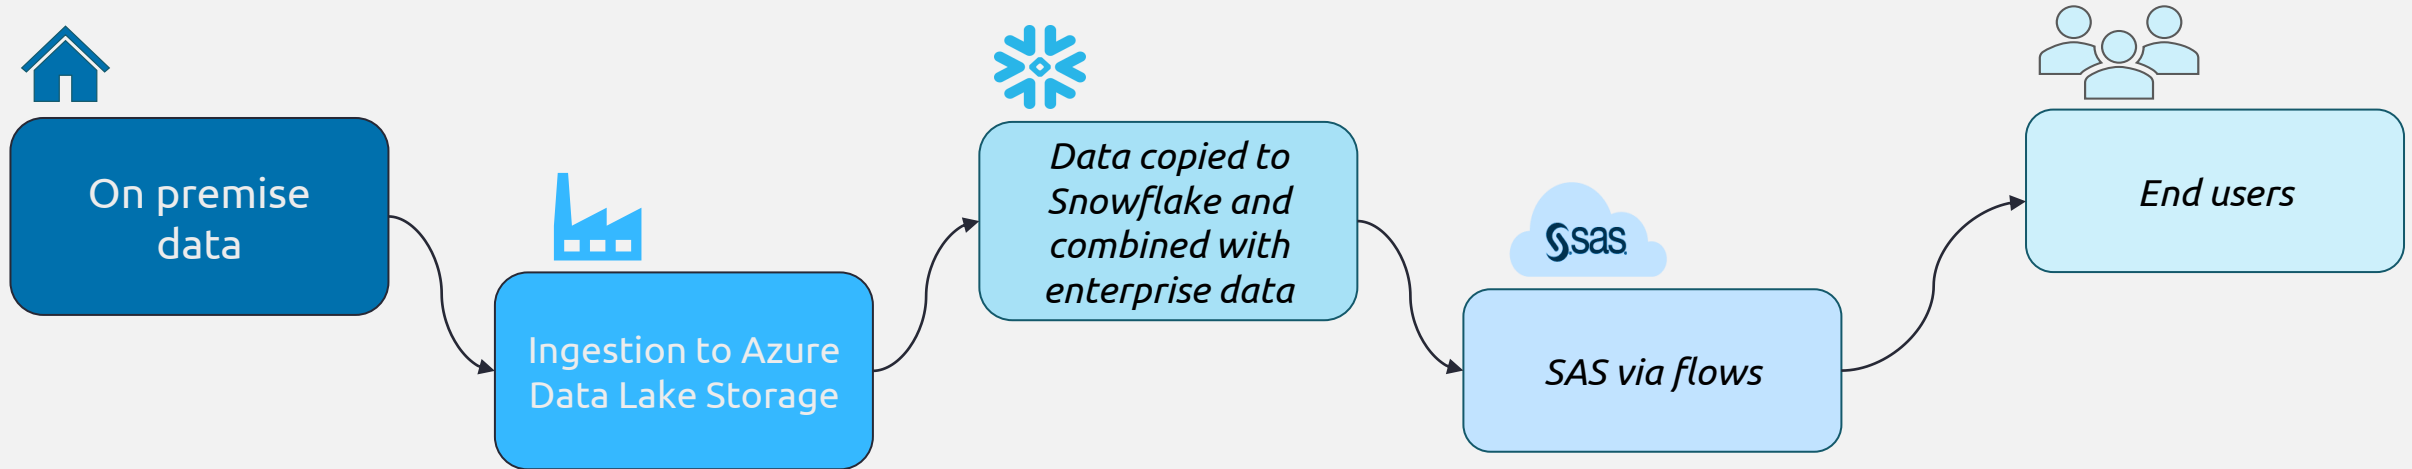 On premise
data
Ingestion to Azure
Data Lake Storage
Data copied to
Snowflake and
combined with
enterprise data
sas
SAS via flows
End users